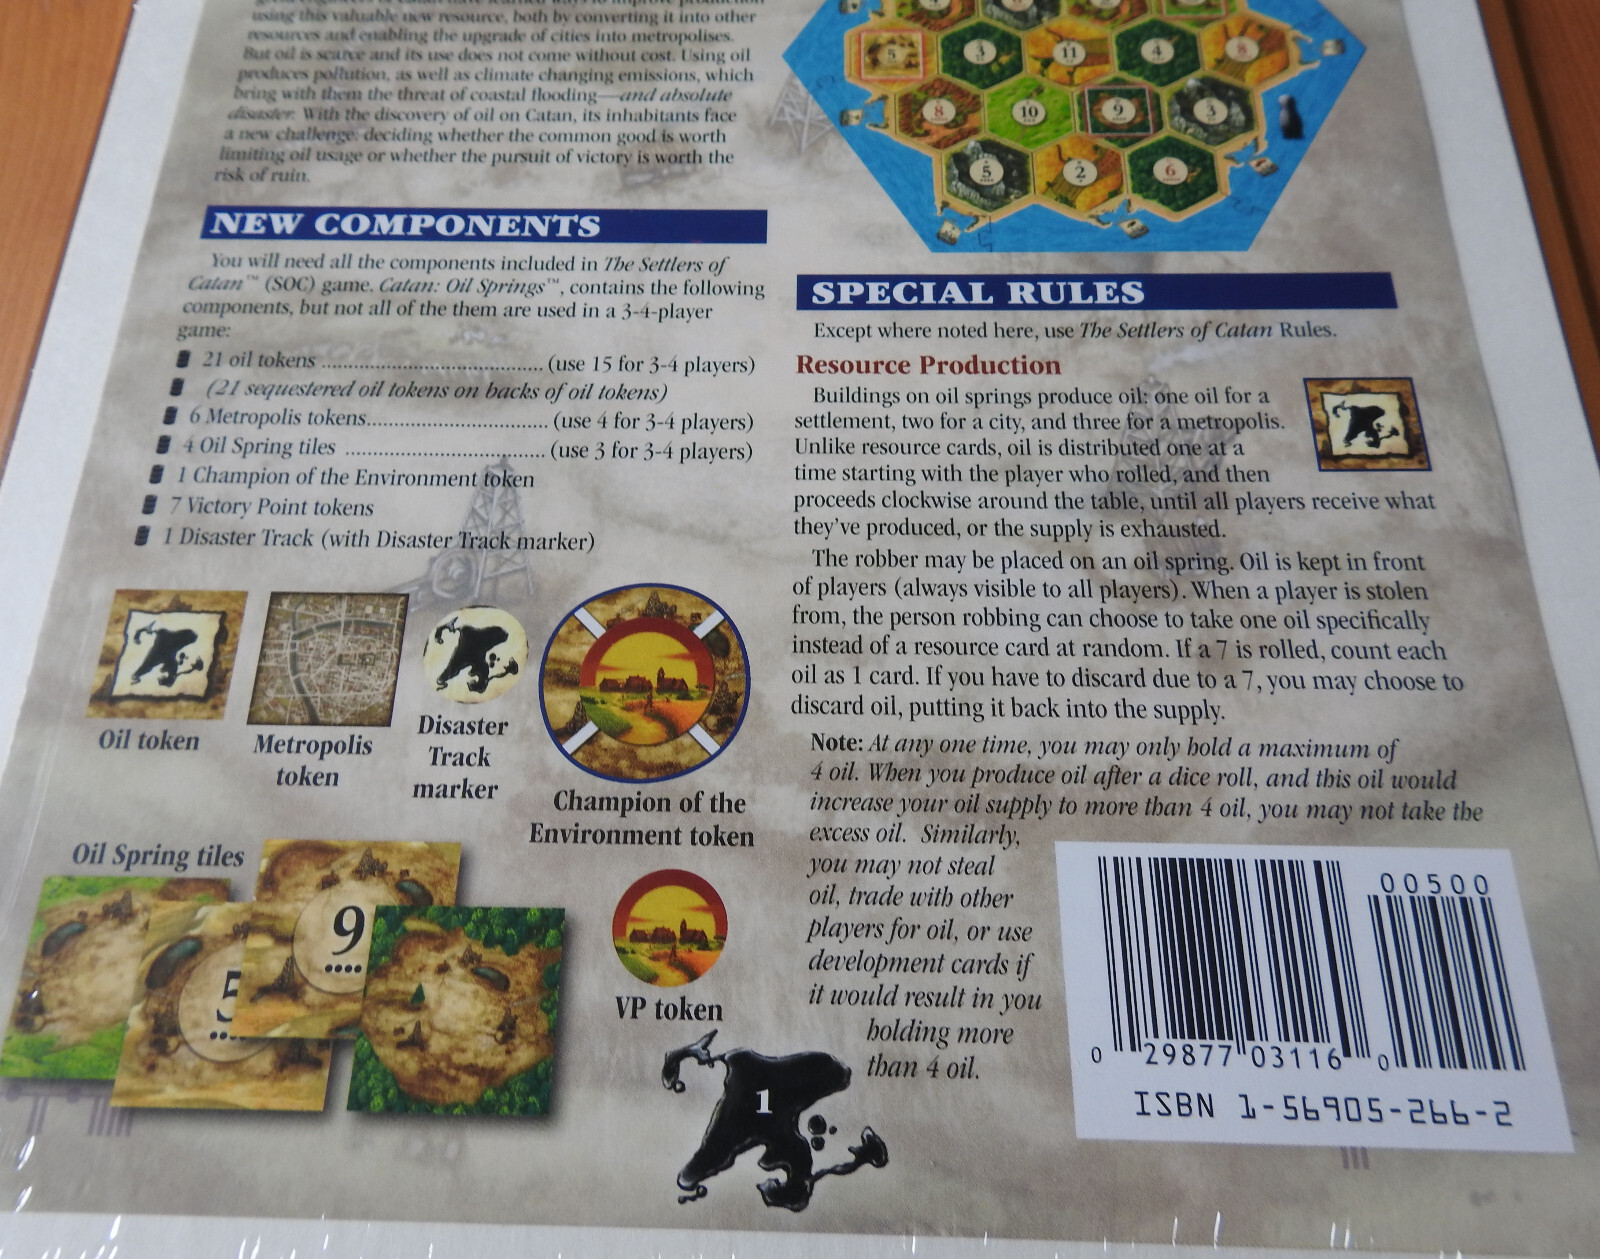 using this valuable new resource, both by converting it into other
resources and enabling the upgrade of cities into metropolises.
But oil is scarce and its use does not come without cost. Using oil
produces pollution, as well as climate changing emissions, which
bring with them the threat of coastal flooding—and absolute
disaster. With the discovery of oil on Catan, its inhabitants face
a new challenge: deciding whether the common good is worth
limiting oil usage or whether the pursuit of victory is worth the
risk of ruin.
5 3 11 4 8
8 10 9 3
5 2 6
NEW COMPONENTS
You will need all the components included in The Settlers of
Catan™ (SOC) game. Catan: Oil Springs™, contains the following
components, but not all of the them are used in a 3-4-player
game:
21 oil tokens ........................................ (use 15 for 3-4 players)
(21 sequestered oil tokens on backs of oil tokens)
6 Metropolis tokens................................ (use 4 for 3-4 players)
4 Oil Spring tiles .................................... (use 3 for 3-4 players)
1 Champion of the Environment token
7 Victory Point tokens
1 Disaster Track (with Disaster Track marker)
Oil token
Metropolis
token
Disaster
Track
marker
Champion of the
Environment token
Oil Spring tiles
9
5
VP token
1
SPECIAL RULES
Except where noted here, use The Settlers of Catan Rules.
Resource Production
Buildings on oil springs produce oil: one oil for a
settlement, two for a city, and three for a metropolis.
Unlike resource cards, oil is distributed one at a
time starting with the player who rolled, and then
proceeds clockwise around the table, until all players receive what
they've produced, or the supply is exhausted.
The robber may be placed on an oil spring. Oil is kept in front
of players (always visible to all players). When a player is stolen
from, the person robbing can choose to take one oil specifically
instead of a resource card at random. If a 7 is rolled, count each
oil as 1 card. If you have to discard due to a 7, you may choose to
discard oil, putting it back into the supply.
Note: At any one time, you may only hold a maximum of
4 oil. When you produce oil after a dice roll, and this oil would
increase your oil supply to more than 4 oil, you may not take the
excess oil. Similarly,
you may not steal
oil, trade with other
players for oil, or use
development cards if
it would result in you
holding more
than 4 oil.
00500
0 29877 03116 0
ISBN 1-56905-266-2